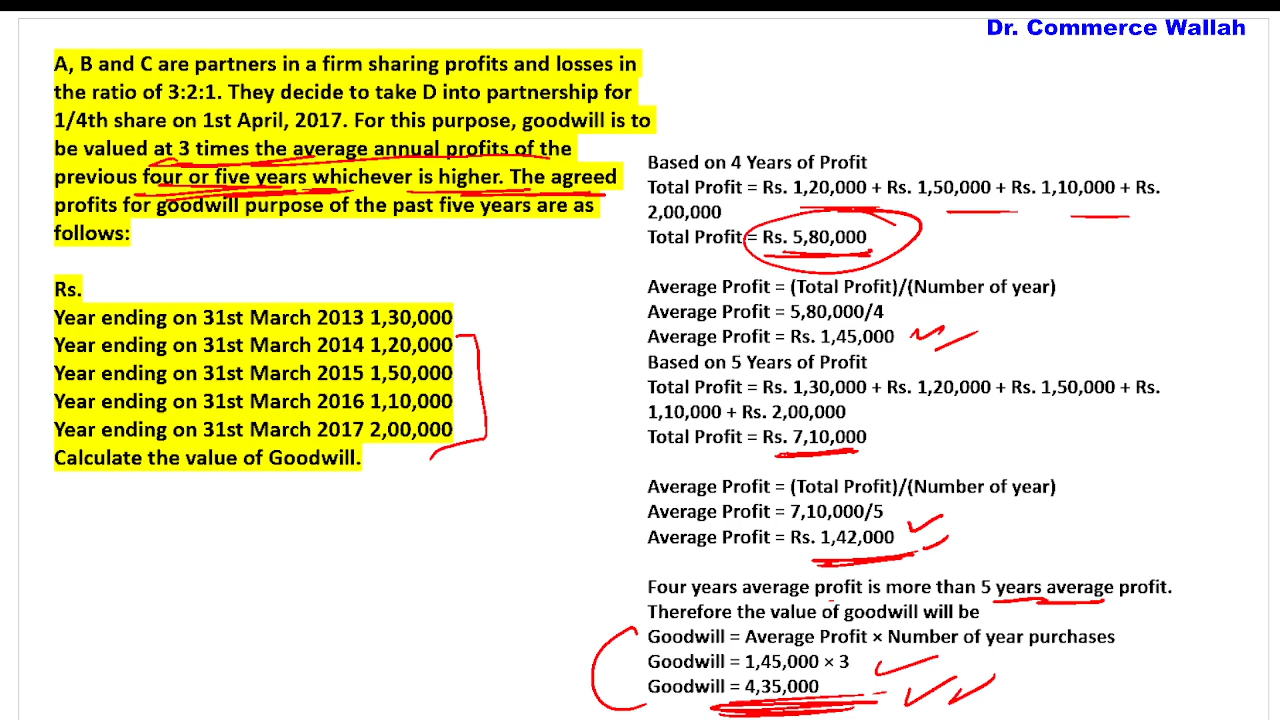 Dr. Commerce Wallah
A, B and C are partners in a firm sharing profits and losses in
the ratio of 3:2:1. They decide to take D into partnership for
1/4th share on 1st April, 2017. For this purpose, goodwill is to
be valued at 3 times the average annual profits of the
previous four or five years whichever is higher. The agreed
profits for goodwill purpose of the past five years are as
follows:
Rs.
Year ending on 31st March 2013 1,30,000
Year ending on 31st March 2014 1,20,000
Year ending on 31st March 2015 1,50,000
Year ending on 31st March 2016 1,10,000
Year ending on 31st March 2017 2,00,000
Calculate the value of Goodwill.
Based on 4 Years of Profit
Total Profit = Rs. 1,20,000 + Rs. 1,50,000 + Rs. 1,10,000 + Rs.
2,00,000
Total Profit = Rs. 5,80,000
Average Profit = (Total Profit)/(Number of year)
Average Profit = 5,80,000/4
Average Profit = Rs. 1,45,000
Based on 5 Years of Profit
Total Profit = Rs. 1,30,000 + Rs. 1,20,000 + Rs. 1,50,000 + Rs.
1,10,000 + Rs. 2,00,000
Total Profit = Rs. 7,10,000
Average Profit = (Total Profit)/(Number of year)
Average Profit = 7,10,000/5
Average Profit = Rs. 1,42,000
Four years average profit is more than 5 years average profit.
Therefore the value of goodwill will be
Goodwill = Average Profit × Number of year purchases
Goodwill = 1,45,000 × 3
Goodwill = 4,35,000